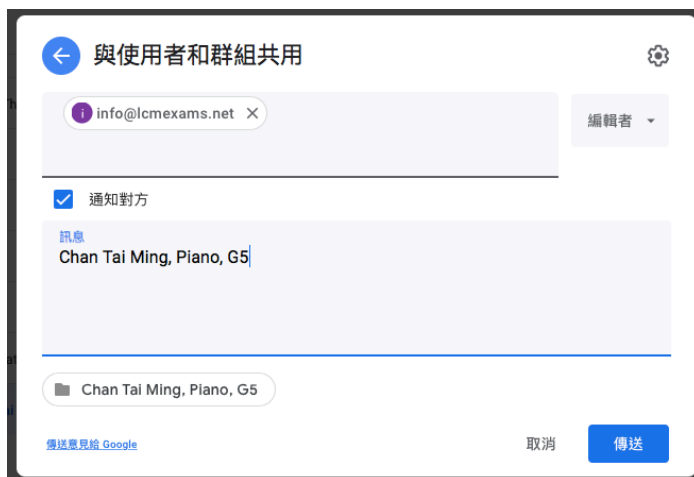 與使用者和群組共用
i info@lcmexams.net
編輯者
通知對方
訊息
Chan Tai Ming, Piano, G5
Chan Tai Ming, Piano, G5
傳送意見給 Google
取消
傳送